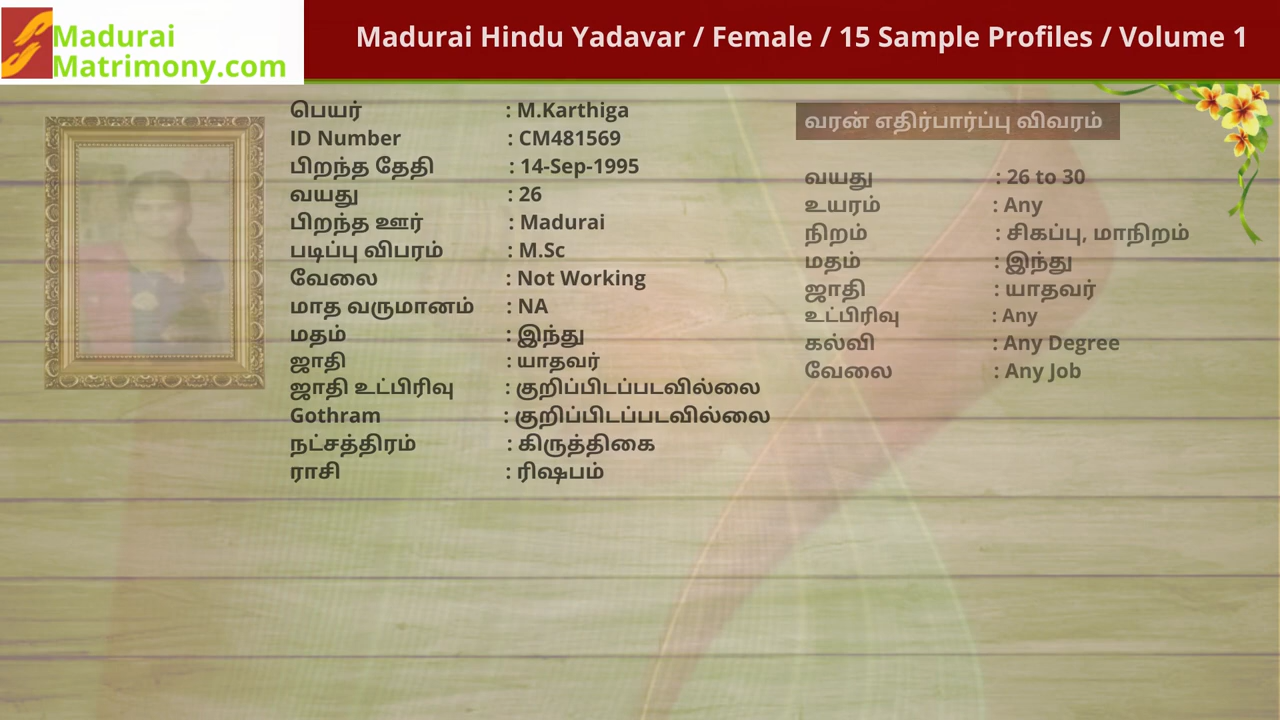 Madurai
Matrimony.com
Madurai Hindu Yadavar / Female / 15 Sample Profiles / Volume 1
பெயர் : M.Karthiga
ID Number : CM481569
பிறந்த தேதி : 14-Sep-1995
வயது : 26
பிறந்த ஊர் : Madurai
படிப்பு விபரம் : M.Sc
வேலை : Not Working
மாத வருமானம் : NA
மதம் : இந்து
ஜாதி : யாதவர்
ஜாதி உட்பிரிவு : குறிப்பிடப்படவில்லை
Gothram : குறிப்பிடப்படவில்லை
நட்சத்திரம் : கிருத்திகை
ராசி : ரிஷபம்
வரன் எதிர்பார்ப்பு விவரம்
வயது : 26 to 30
உயரம் : Any
நிறம் : சிகப்பு, மாநிறம்
மதம் : இந்து
ஜாதி : யாதவர்
உட்பிரிவு : Any
கல்வி : Any Degree
வேலை : Any Job